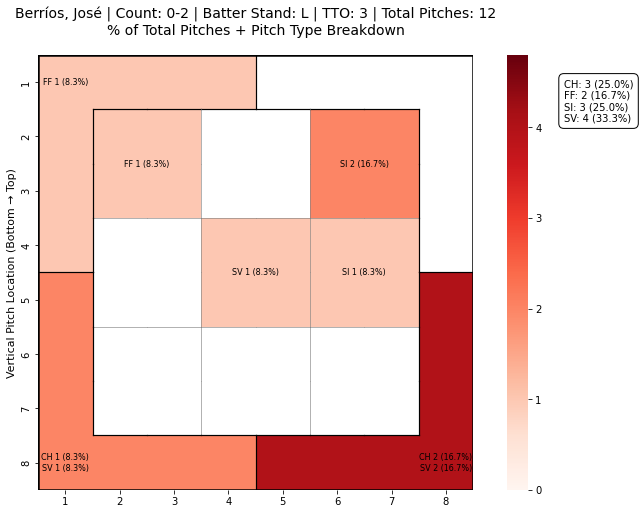 Berríos, José | Count: 0-2 | Batter Stand: L | TTO: 3 | Total Pitches: 12
% of Total Pitches + Pitch Type Breakdown
CH: 3 (25.0%)
FF: 2 (16.7%)
SI: 3 (25.0%)
SV: 4 (33.3%)
Vertical Pitch Location (Bottom → Top)
1
2
3
4
5
6
7
8
FF 1 (8.3%)
FF 1 (8.3%)
SI 2 (16.7%)
SV 1 (8.3%)
SI 1 (8.3%)
CH 1 (8.3%)
SV 1 (8.3%)
CH 2 (16.7%)
SV 2 (16.7%)
1
2
3
4
5
6
7
8
4
3
2
1
0